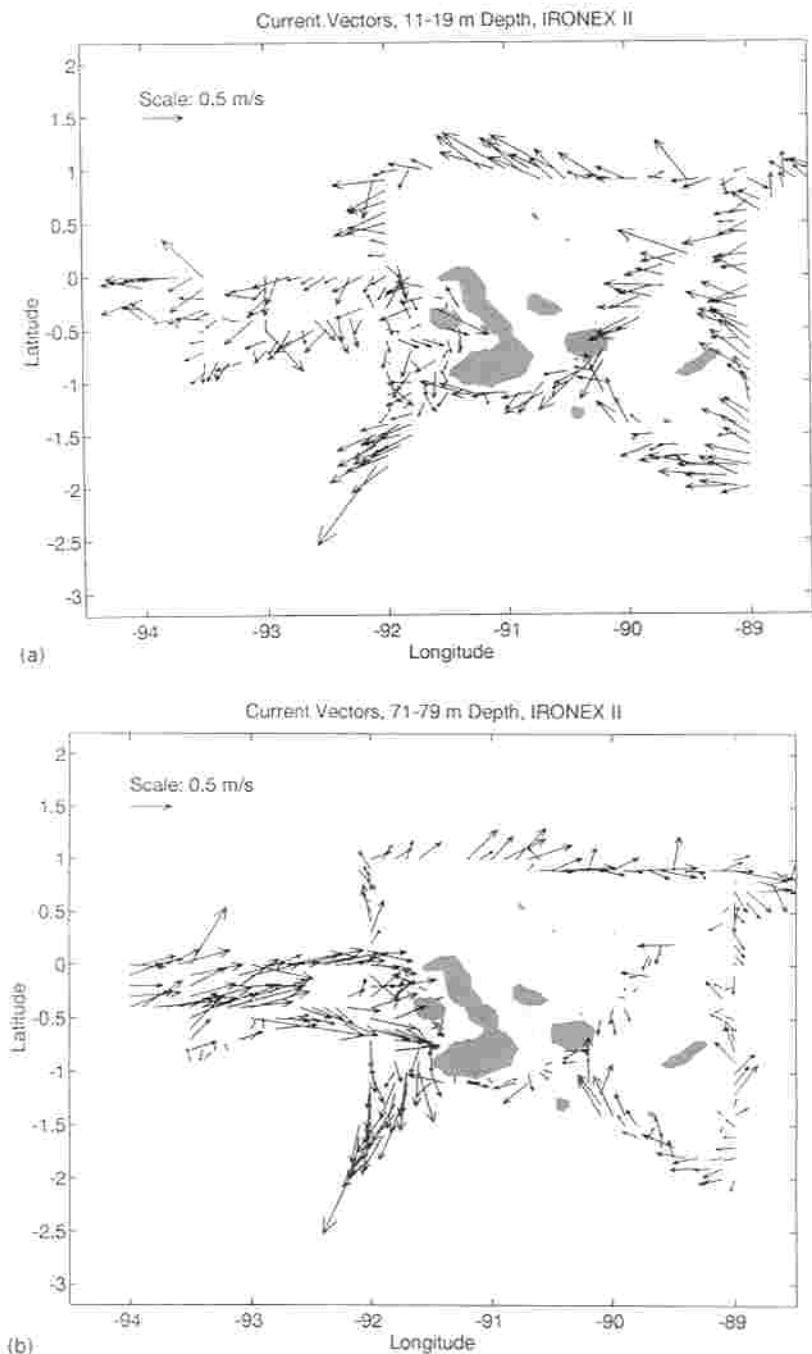 Current Vectors, 11-19 m Depth, IRONEX II
Scale: 0.5 m/s
2
1.5
1
0.5
0
-0.5
-1
-1.5
-2
-2.5
-3
Latitude
-94 -93 -92 -91 -90 -89
Longitude
(a)
Current Vectors, 71-79 m Depth, IRONEX II
Scale: 0.5 m/s
2
1.5
1
0.5
0
-0.5
-1
-1.5
-2
-2.5
-3
Latitude
-94 -93 -92 -91 -90 -89
Longitude
(b)